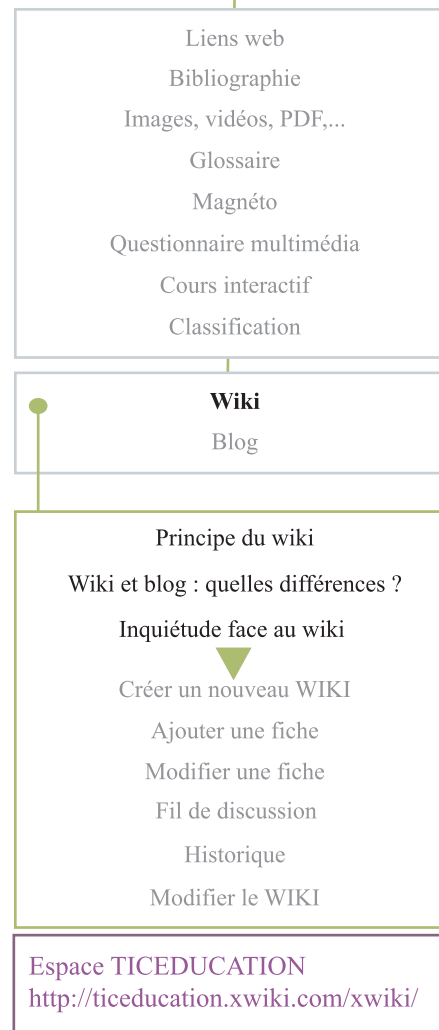 Liens web
Bibliographie
Images, vidéos, PDF,...
Glossaire
Magnéto
Questionnaire multimédia
Cours interactif
Classification
Wiki
Blog
Principe du wiki
Wiki et blog : quelles différences ?
Inquiétude face au wiki
Créer un nouveau WIKI
Ajouter une fiche
Modifier une fiche
Fil de discussion
Historique
Modifier le WIKI
Espace TICEDUCATION
http://ticeducation.xwiki.com/xwiki/